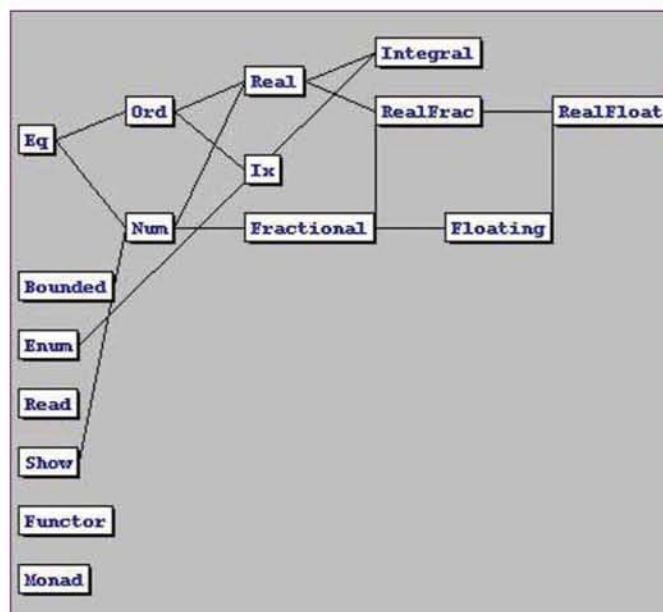 Integral
Real
Ord
RealFrac
RealFloat
Eq
Ix
Num
Fractional
Floating
Bounded
Enum
Read
Show
Functor
Monad